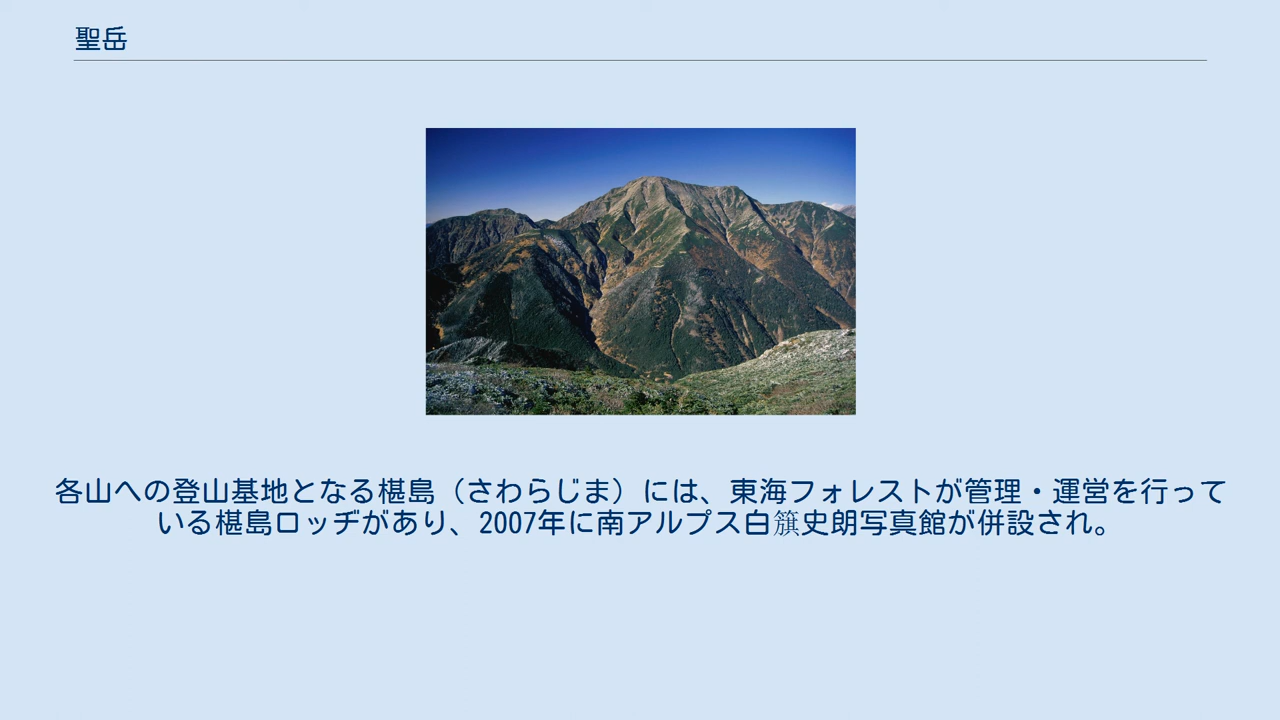 聖岳
各山への登山基地となる椹島（さわらじま）には、東海フォレストが管理・運営を行って
いる椹島ロッヂがあり、2007年に南アルプス白籏史朗写真館が併設され。